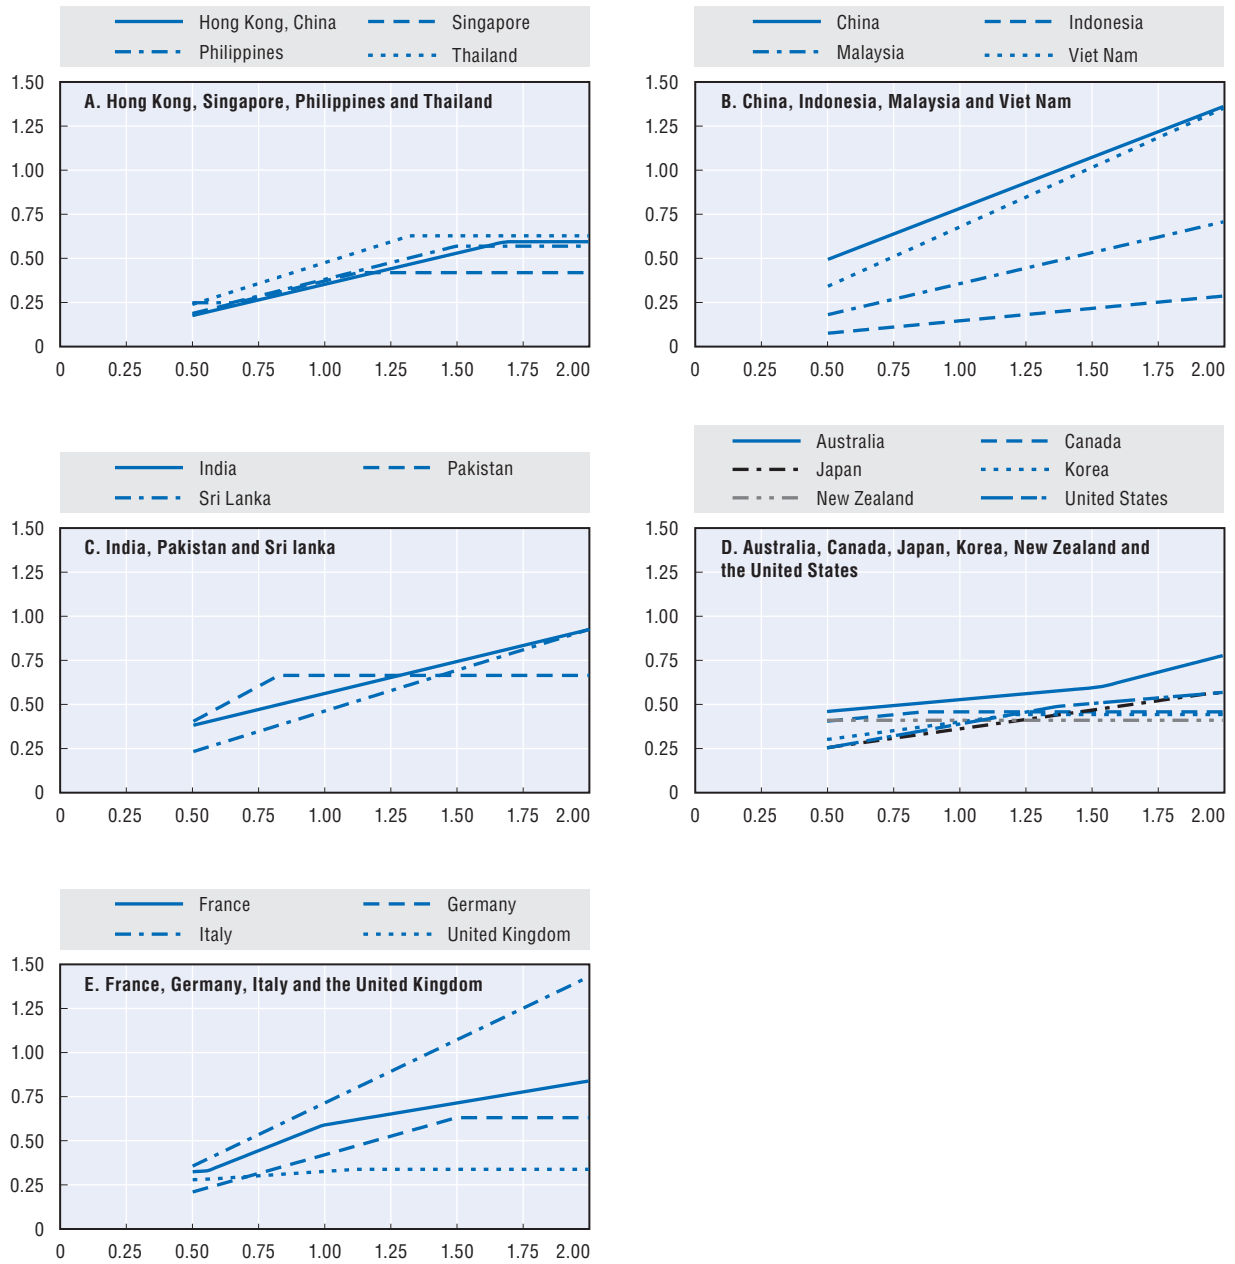 Hong Kong, China Singapore
Philippines Thailand
China Indonesia
Malaysia Viet Nam
A. Hong Kong, Singapore, Philippines and Thailand
1.50
1.25
1.00
0.75
0.50
0.25
0
0 0.25 0.50 0.75 1.00 1.25 1.50 1.75 2.00
B. China, Indonesia, Malaysia and Viet Nam
1.50
1.25
1.00
0.75
0.50
0.25
0
0 0.25 0.50 0.75 1.00 1.25 1.50 1.75 2.00
India Pakistan
Sri Lanka
C. India, Pakistan and Sri lanka
1.50
1.25
1.00
0.75
0.50
0.25
0
0 0.25 0.50 0.75 1.00 1.25 1.50 1.75 2.00
Australia Canada
Japan Korea
New Zealand United States
D. Australia, Canada, Japan, Korea, New Zealand and
the United States
1.50
1.25
1.00
0.75
0.50
0.25
0
0 0.25 0.50 0.75 1.00 1.25 1.50 1.75 2.00
France Germany
Italy United Kingdom
E. France, Germany, Italy and the United Kingdom
1.50
1.25
1.00
0.75
0.50
0.25
0
0 0.25 0.50 0.75 1.00 1.25 1.50 1.75 2.00